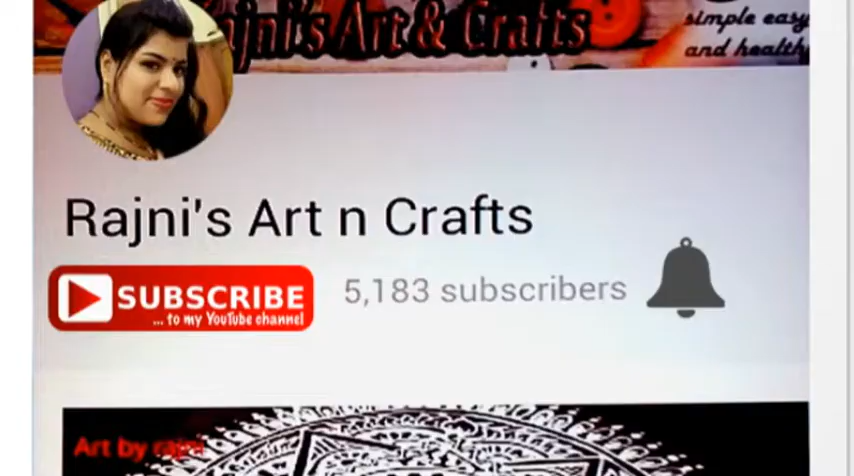 Rajni's Art & Crafts
simple easy
and healthy
Rajni's Art n Crafts
SUBSCRIBE
... to my YouTube channel
5,183 subscribers
Art by rajni